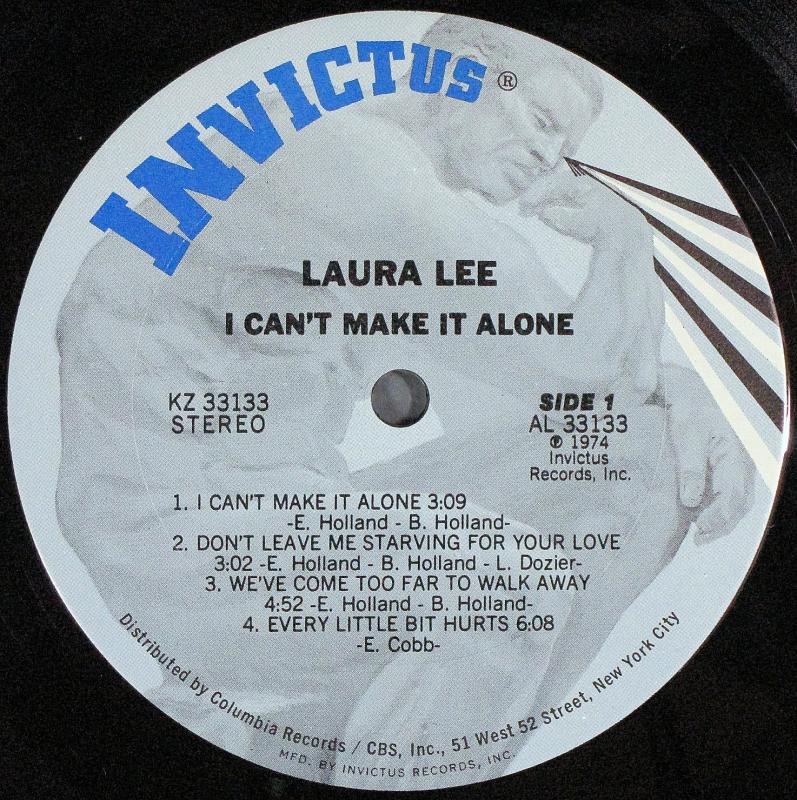 INVICTUS®
LAURA LEE
I CAN'T MAKE IT ALONE
KZ 33133
STEREO
SIDE 1
AL 33133
℗ 1974
Invictus
Records, Inc.
1. I CAN'T MAKE IT ALONE 3:09
-E. Holland - B. Holland-
2. DON'T LEAVE ME STARVING FOR YOUR LOVE
3:02 -E. Holland - B. Holland - L. Dozier-
3. WE'VE COME TOO FAR TO WALK AWAY
4:52 -E. Holland - B. Holland-
4. EVERY LITTLE BIT HURTS 6:08
-E. Cobb-
Distributed by Columbia Records / CBS, Inc., 51 West 52 Street, New York City
MFD. BY INVICTUS RECORDS, INC.